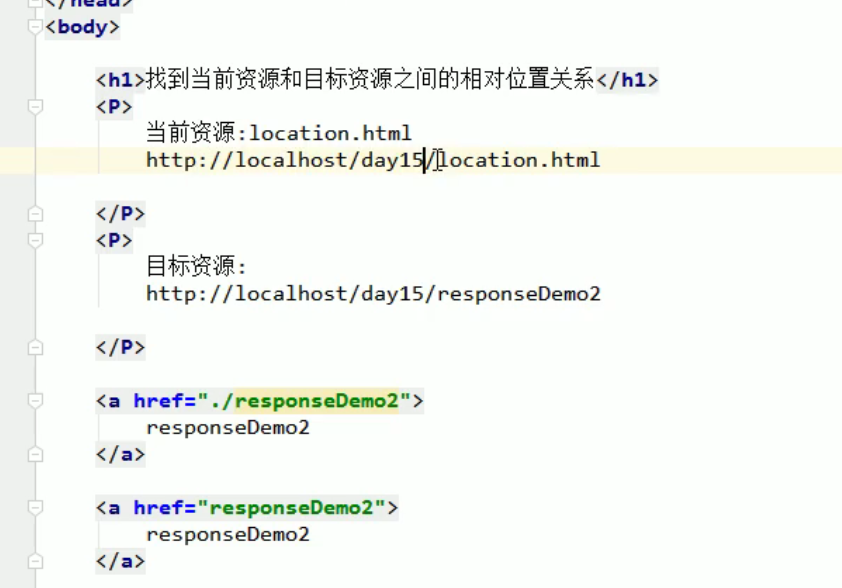 </head>
<body>
<h1>找到当前资源和目标资源之间的相对位置关系</h1>
<P>
当前资源:location.html
http://localhost/day15/location.html
</P>
<P>
目标资源:
http://localhost/day15/responseDemo2
</P>
<a href="./responseDemo2">
responseDemo2
</a>
<a href="responseDemo2">
responseDemo2
</a>